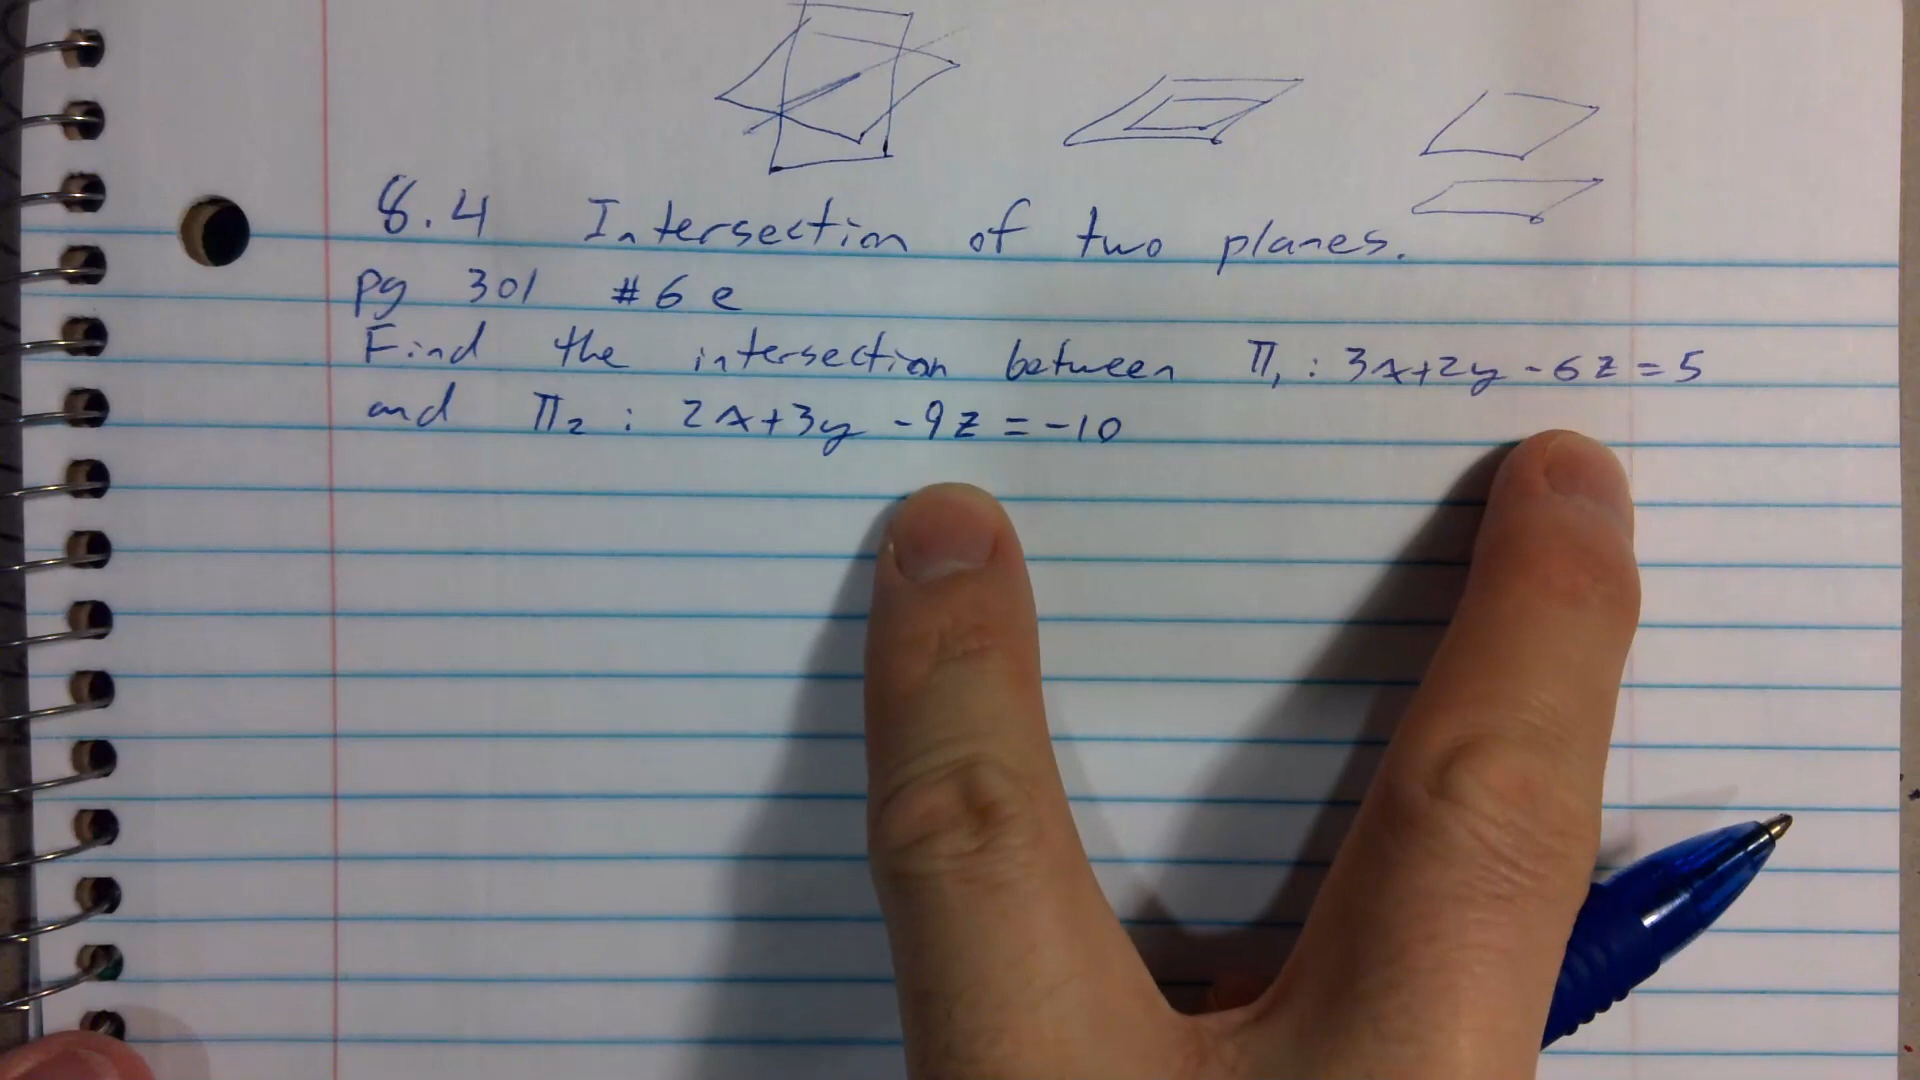 8.4 Intersection of two planes.
pg 301 #6 e
Find the intersection between π₁ : 3x+2y-6z=5
and π₂ : 2x+3y-9z=-10